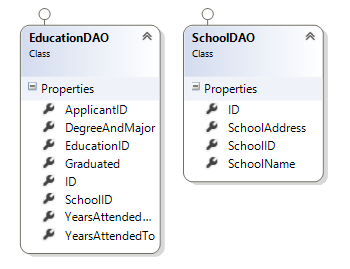 EducationDAO
Class
Properties
ApplicantID
DegreeAndMajor
EducationID
Graduated
ID
SchoolID
YearsAttended...
YearsAttendedTo
SchoolDAO
Class
Properties
ID
SchoolAddress
SchoolID
SchoolName